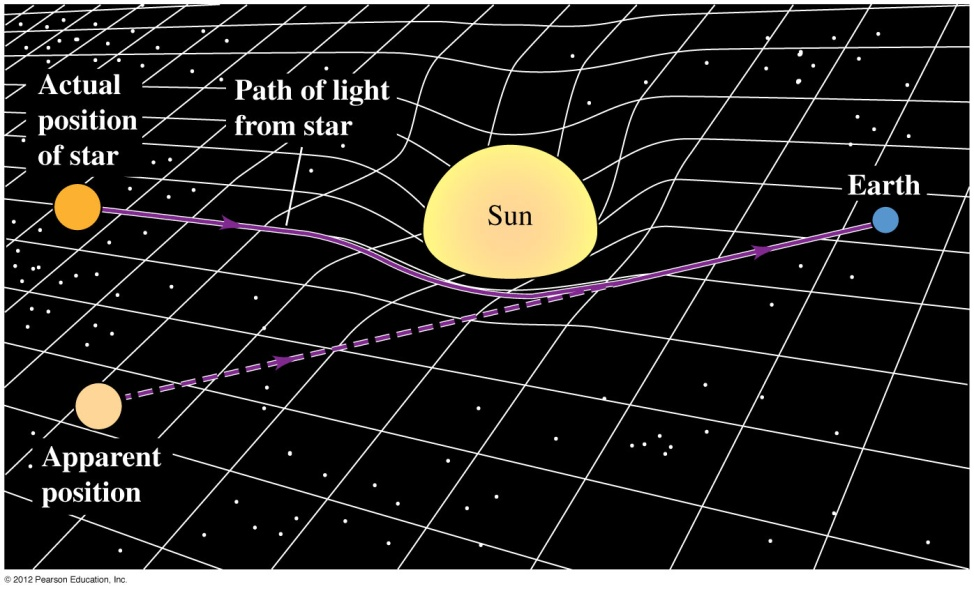 Actual
position
of star
Path of light
from star
Sun
Earth
Apparent
position
© 2012 Pearson Education, Inc.